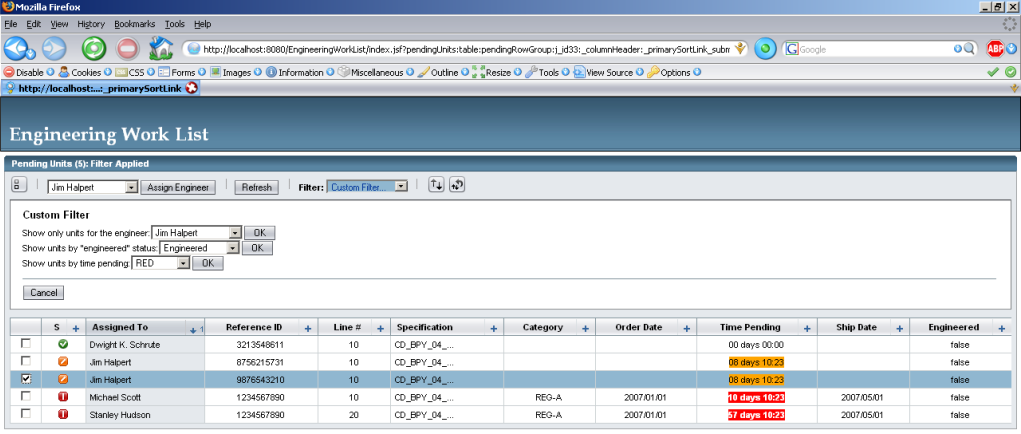 Mozilla Firefox
File Edit View History Bookmarks Tools Help
http://localhost:8080/EngineeringWorkList/index.jsf?pendingUnits:table:pendingRowGroup:j_id33:_columnHeader:_primarySortLink_subm Google ABP
Disable Cookies CSS Forms Images Information Miscellaneous Outline Resize Tools View Source Options
http://localhost:...:_primarySortLink
Engineering Work List
Pending Units (5): Filter Applied
Jim Halpert Assign Engineer Refresh Filter: Custom Filter...
Custom Filter
Show only units for the engineer: Jim Halpert OK
Show units by "engineered" status: Engineered OK
Show units by time pending: RED OK
Cancel
S Assigned To 1 Reference ID Line # Specification Category Order Date Time Pending Ship Date Engineered
Dwight K. Schrute 3213548611 10 CD_BPY_04_... 00 days 00:00 false
Jim Halpert 8756215731 10 CD_BPY_04_... 08 days 10:23 false
Jim Halpert 9876543210 10 CD_BPY_04_... 08 days 10:23 false
Michael Scott 1234567890 10 CD_BPY_04_... REG-A 2007/01/01 10 days 10:23 2007/05/01 false
Stanley Hudson 1234567890 20 CD_BPY_04_... REG-A 2007/01/01 57 days 10:23 2007/05/01 false